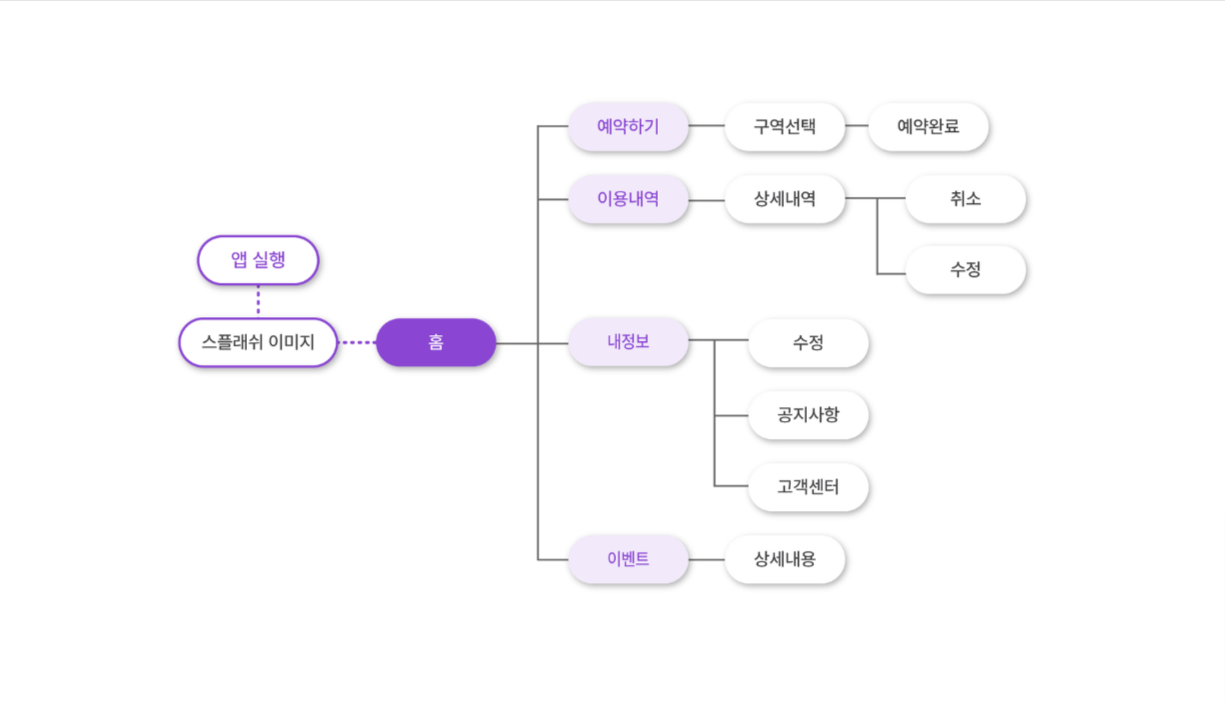 예약하기
구역선택
예약완료
이용내역
상세내역
취소
수정
앱 실행
스플래쉬 이미지
홈
내정보
수정
공지사항
고객센터
이벤트
상세내용